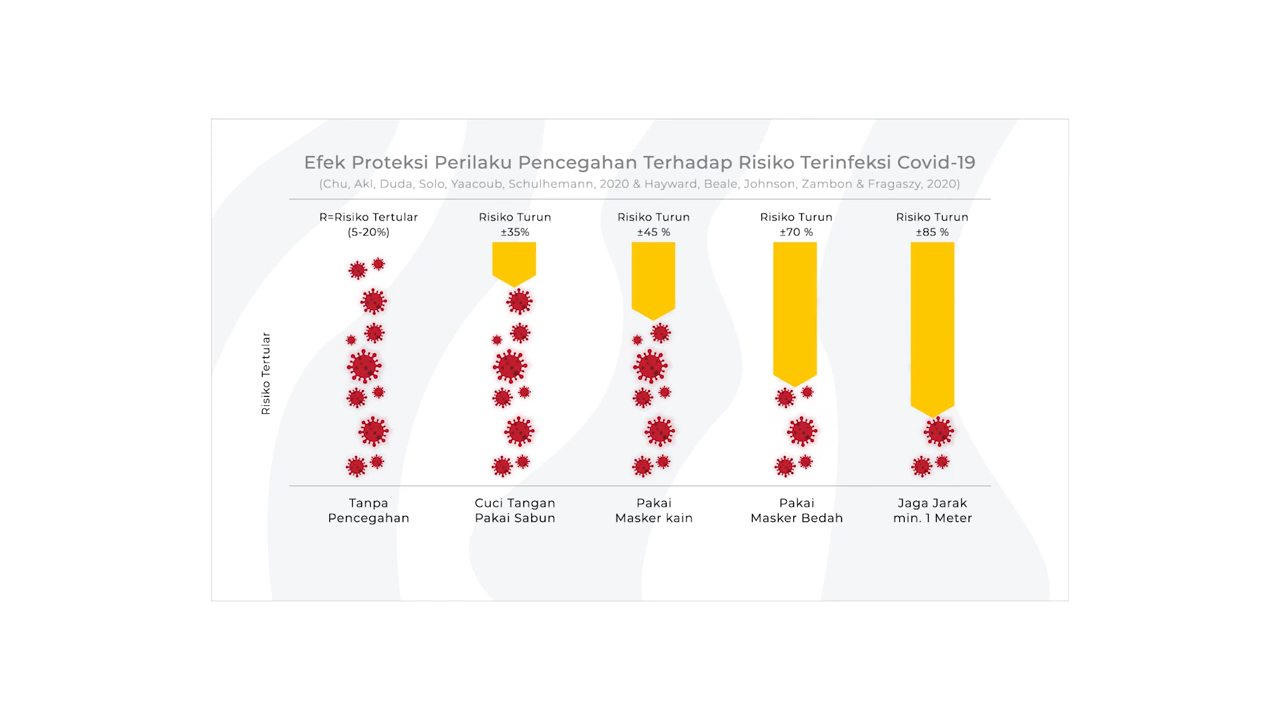 Efek Proteksi Perilaku Pencegahan Terhadap Risiko Terinfeksi Covid-19
(Chu, Akl, Duda, Solo, Yaacoub, Schulhemann, 2020 & Hayward, Beale, Johnson, Zambon & Fragaszy, 2020)
R=Risiko Tertular
(5-20%)
Risiko Turun
±35%
Risiko Turun
±45 %
Risiko Turun
±70 %
Risiko Turun
±85 %
Risiko Tertular
Tanpa
Pencegahan
Cuci Tangan
Pakai Sabun
Pakai
Masker kain
Pakai
Masker Bedah
Jaga Jarak
min. 1 Meter